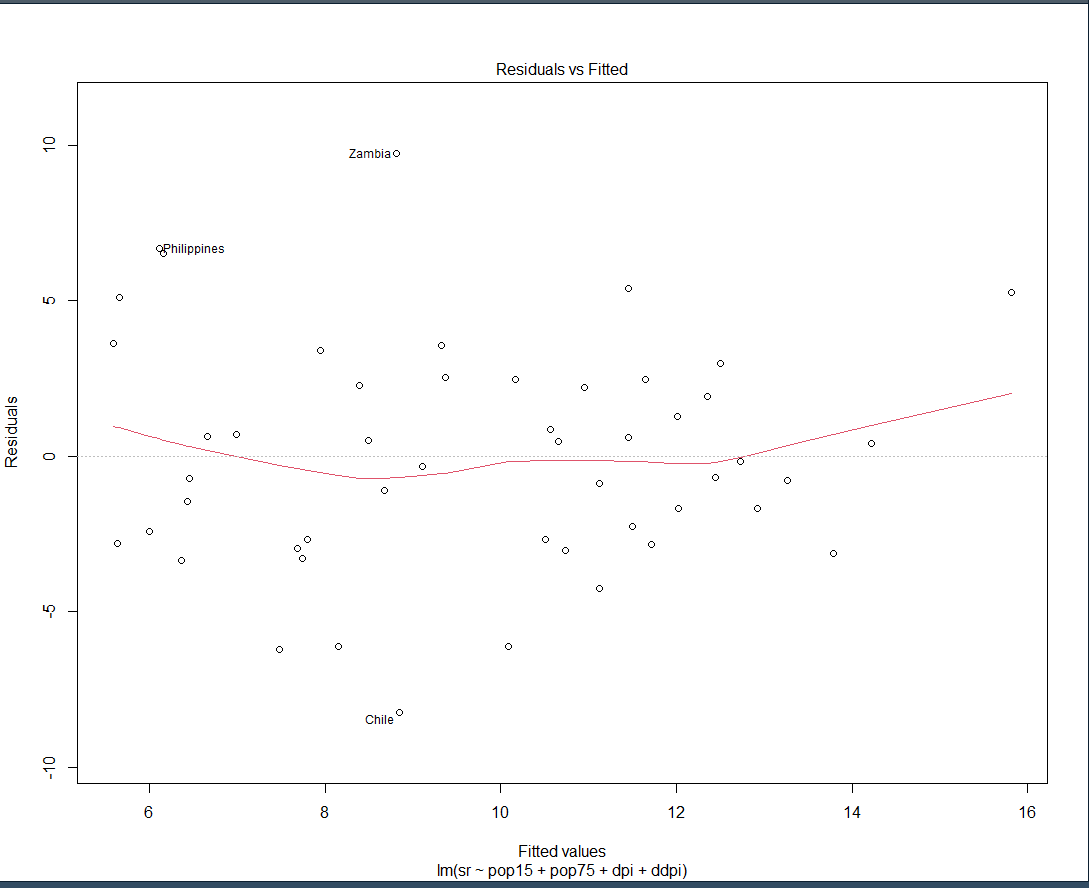 Residuals vs Fitted
10
Zambia
Philippines
5
Residuals
0
-5
Chile
-10
6 8 10 12 14 16
Fitted values
lm(sr ~ pop15 + pop75 + dpi + ddpi)